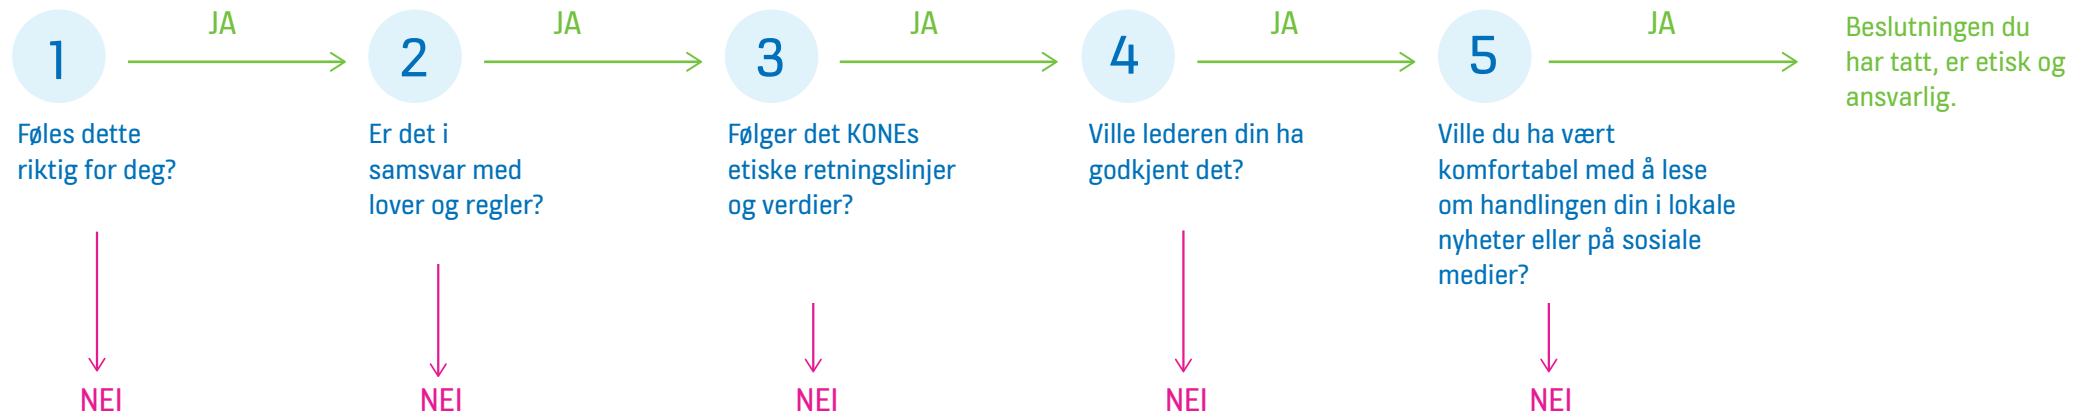 JA
JA
JA
JA
JA
1
2
3
4
5
Beslutningen du
har tatt, er etisk og
ansvarlig.
Føles dette
riktig for deg?
Er det i
samsvar med
lover og regler?
Følger det KONEs
etiske retningslinjer
og verdier?
Ville lederen din ha
godkjent det?
Ville du ha vært
komfortabel med å lese
om handlingen din i lokale
nyheter eller på sosiale
medier?
NEI
NEI
NEI
NEI
NEI